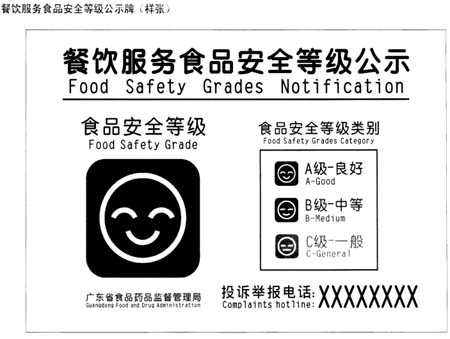 餐饮服务食品安全等级公示牌（样张）
餐饮服务食品安全等级公示
Food Safety Grades Notification
食品安全等级
Food Safety Grade
食品安全等级类别
Food Safety Grades Category
A级-良好
A-Good
B级-中等
B-Medium
C级-一般
C-General
广东省食品药品监督管理局
Guangdong Food and Drug Administration
投诉举报电话:XXXXXXXX
Complaints hotline: